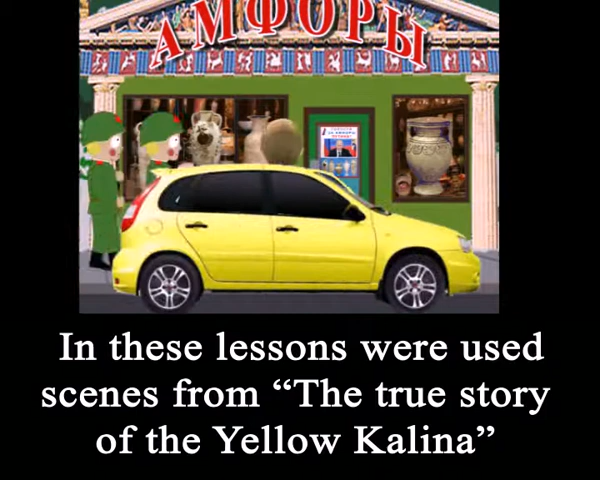 АМФОРЫ
In these lessons were used
scenes from “The true story
of the Yellow Kalina”